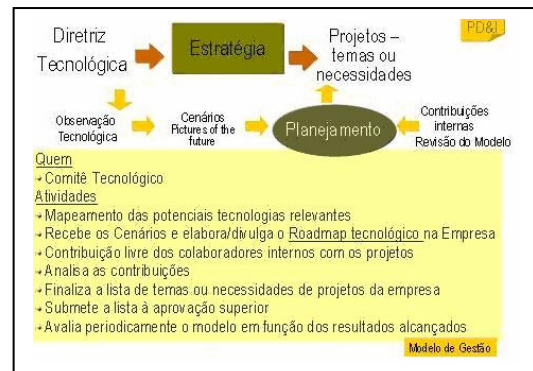 PD&I
Diretriz
Tecnológica
Estratégia
Projetos –
temas ou
necessidades
Observação
Tecnológica
Cenários
Pictures of the
future
Planejamento
Contribuições
internas
Revisão do Modelo
Quem
Comitê Tecnológico
Atividades
Mapeamento das potenciais tecnologias relevantes
Recebe os Cenários e elabora/divulga o Roadmap tecnológico na Empresa
Contribuição livre dos colaboradores internos com os projetos
Analisa as contribuições
Finaliza a lista de temas ou necessidades de projetos da empresa
Submete a lista à aprovação superior
Avalia periodicamente o modelo em função dos resultados alcançados
Modelo de Gestão